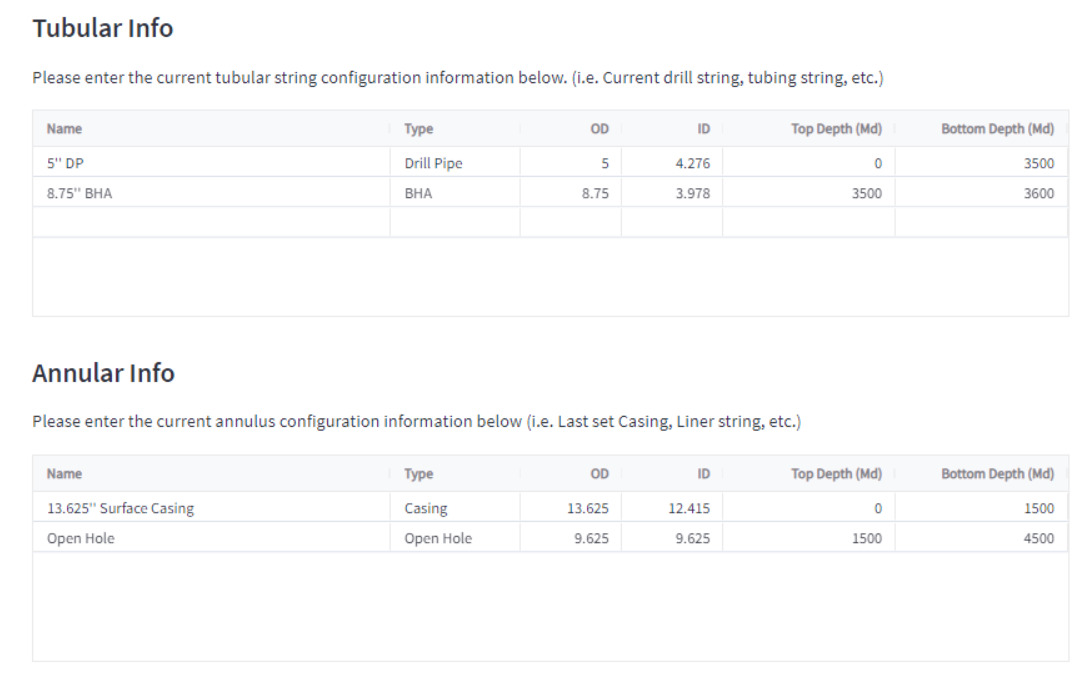 Tubular Info
Please enter the current tubular string configuration information below. (i.e. Current drill string, tubing string, etc.)
Name Type OD ID Top Depth (Md) Bottom Depth (Md)
5'' DP Drill Pipe 5 4.276 0 3500
8.75'' BHA BHA 8.75 3.978 3500 3600
Annular Info
Please enter the current annulus configuration information below (i.e. Last set Casing, Liner string, etc.)
Name Type OD ID Top Depth (Md) Bottom Depth (Md)
13.625'' Surface Casing Casing 13.625 12.415 0 1500
Open Hole Open Hole 9.625 9.625 1500 4500